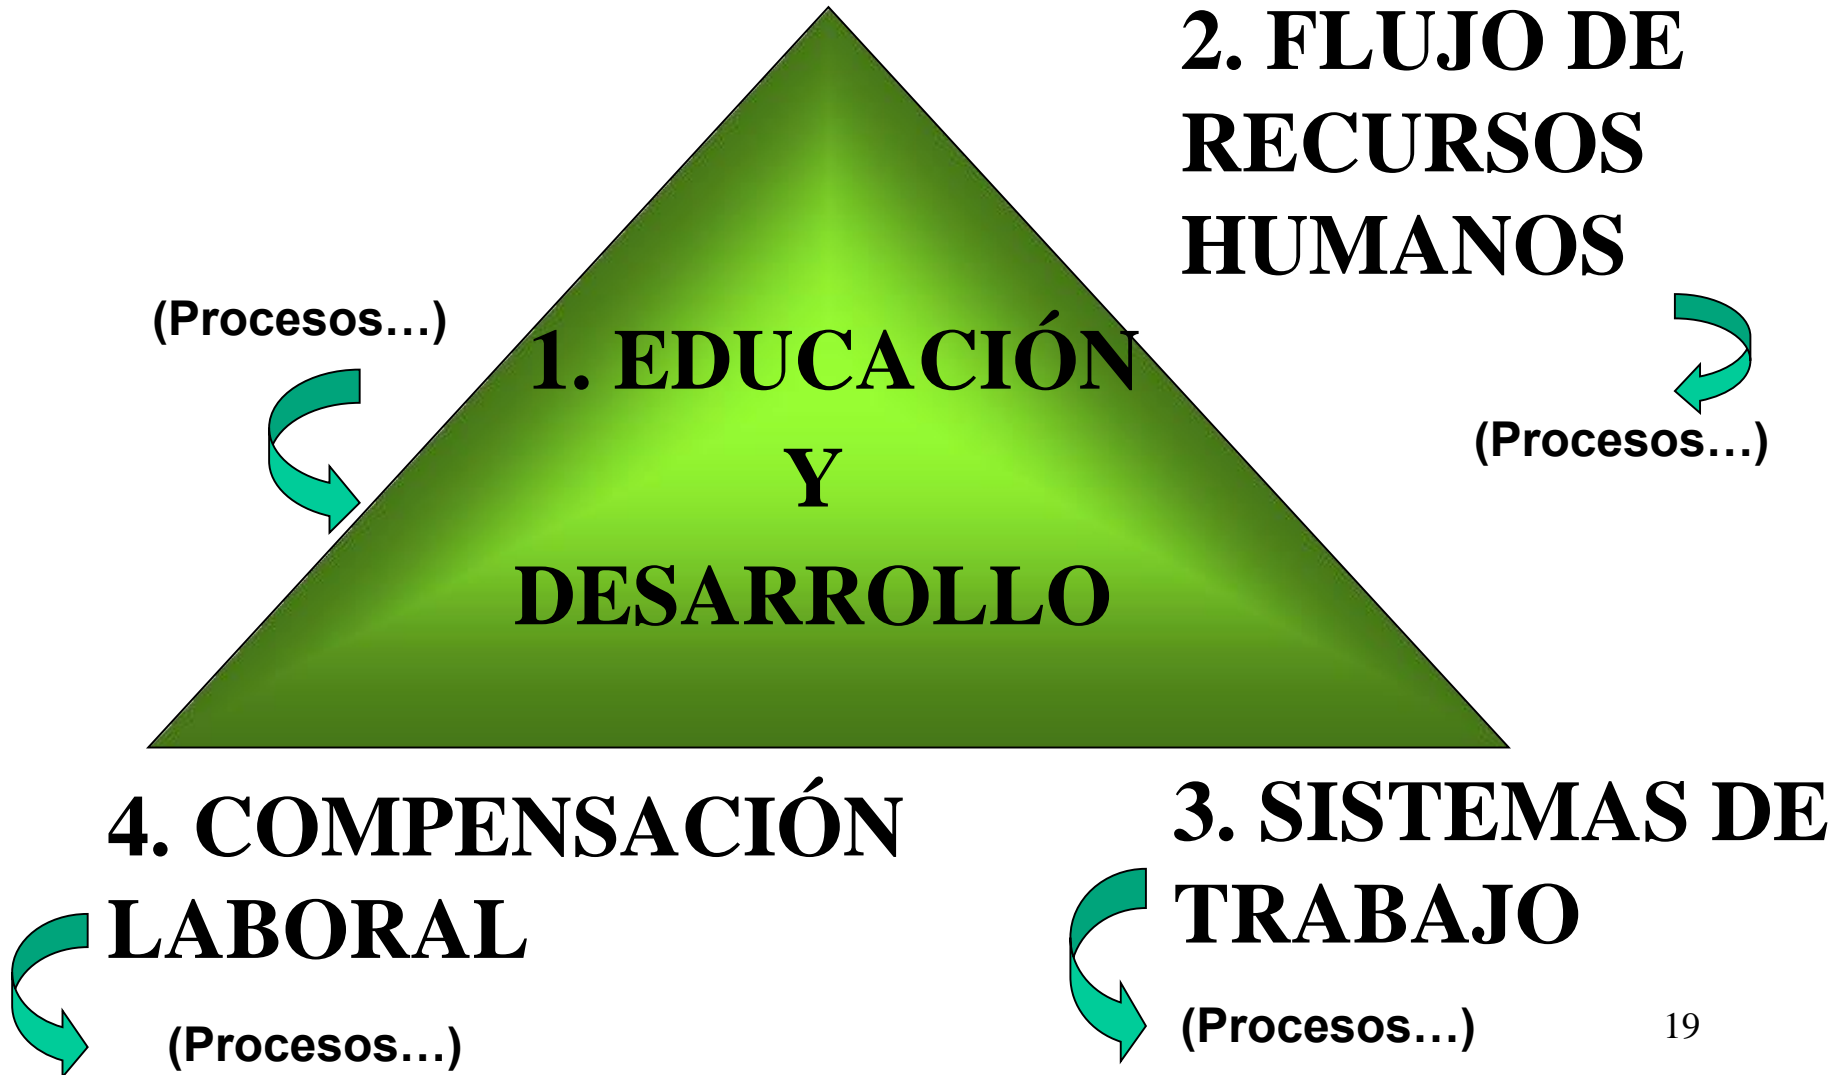 2. FLUJO DE
RECURSOS
HUMANOS
(Procesos…)
(Procesos…)
1. EDUCACIÓN
Y
DESARROLLO
4. COMPENSACIÓN
LABORAL
(Procesos…)
3. SISTEMAS DE
TRABAJO
(Procesos…)
19